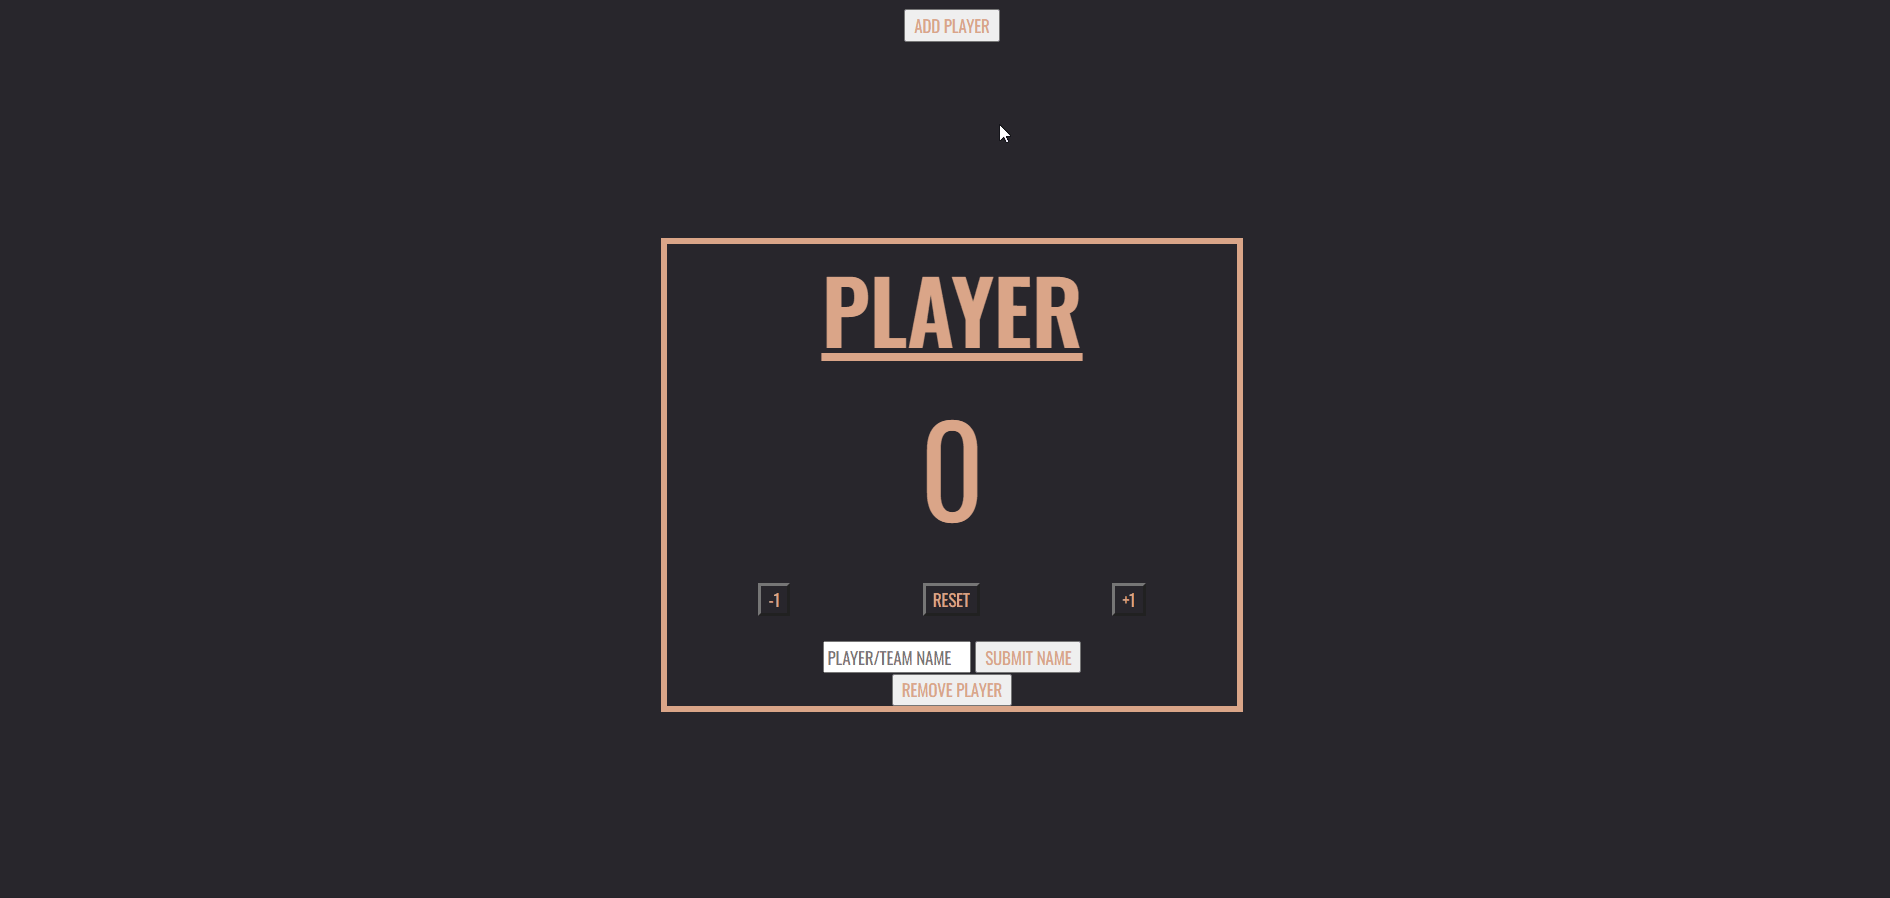 ADD PLAYER
PLAYER
0
-1 RESET +1
PLAYER/TEAM NAME SUBMIT NAME
REMOVE PLAYER